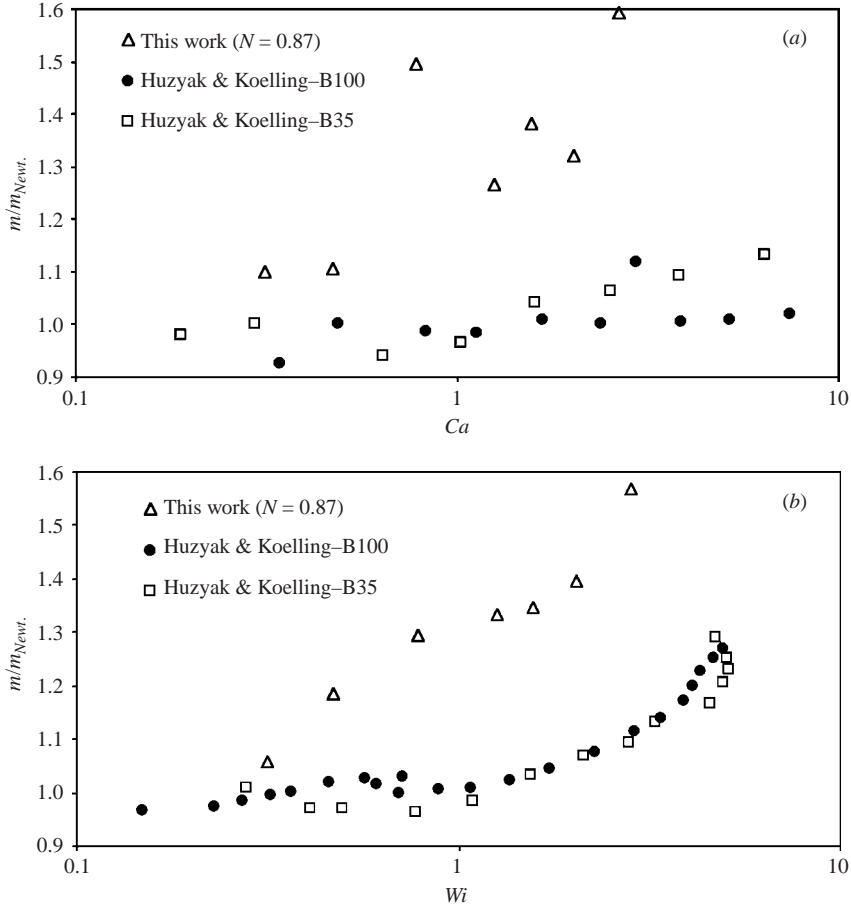 1.6
This work (N = 0.87)
(a)
1.5
Huzyak & Koelling–B100
1.4
Huzyak & Koelling–B35
1.3
m/m_Newt.
1.2
1.1
1.0
0.9
0.1
1
10
Ca
1.6
This work (N = 0.87)
(b)
1.5
Huzyak & Koelling–B100
1.4
Huzyak & Koelling–B35
1.3
m/m_Newt.
1.2
1.1
1.0
0.9
0.1
1
10
Wi